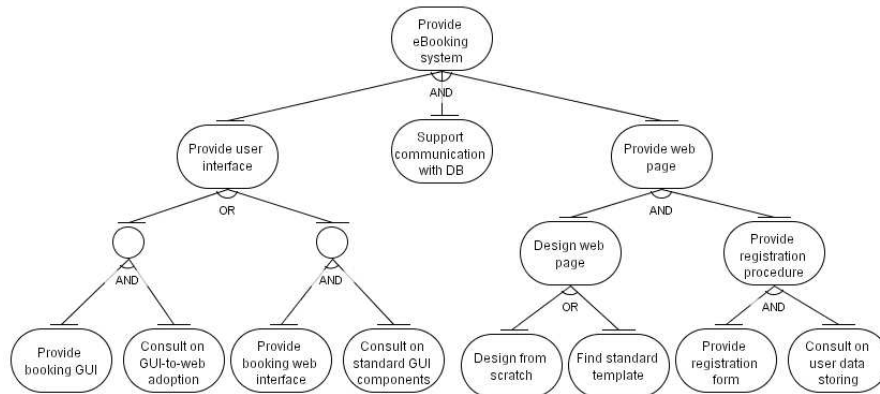 Provide
eBooking
system
AND
Provide user
interface
Support
communication
with DB
Provide web
page
OR
AND
Design web
page
Provide
registration
procedure
AND
AND
OR
AND
Provide
booking GUI
Consult on
GUI-to-web
adoption
Provide
booking web
interface
Consult on
standard GUI
components
Design from
scratch
Find standard
template
Provide
registration
form
Consult on
user data
storing